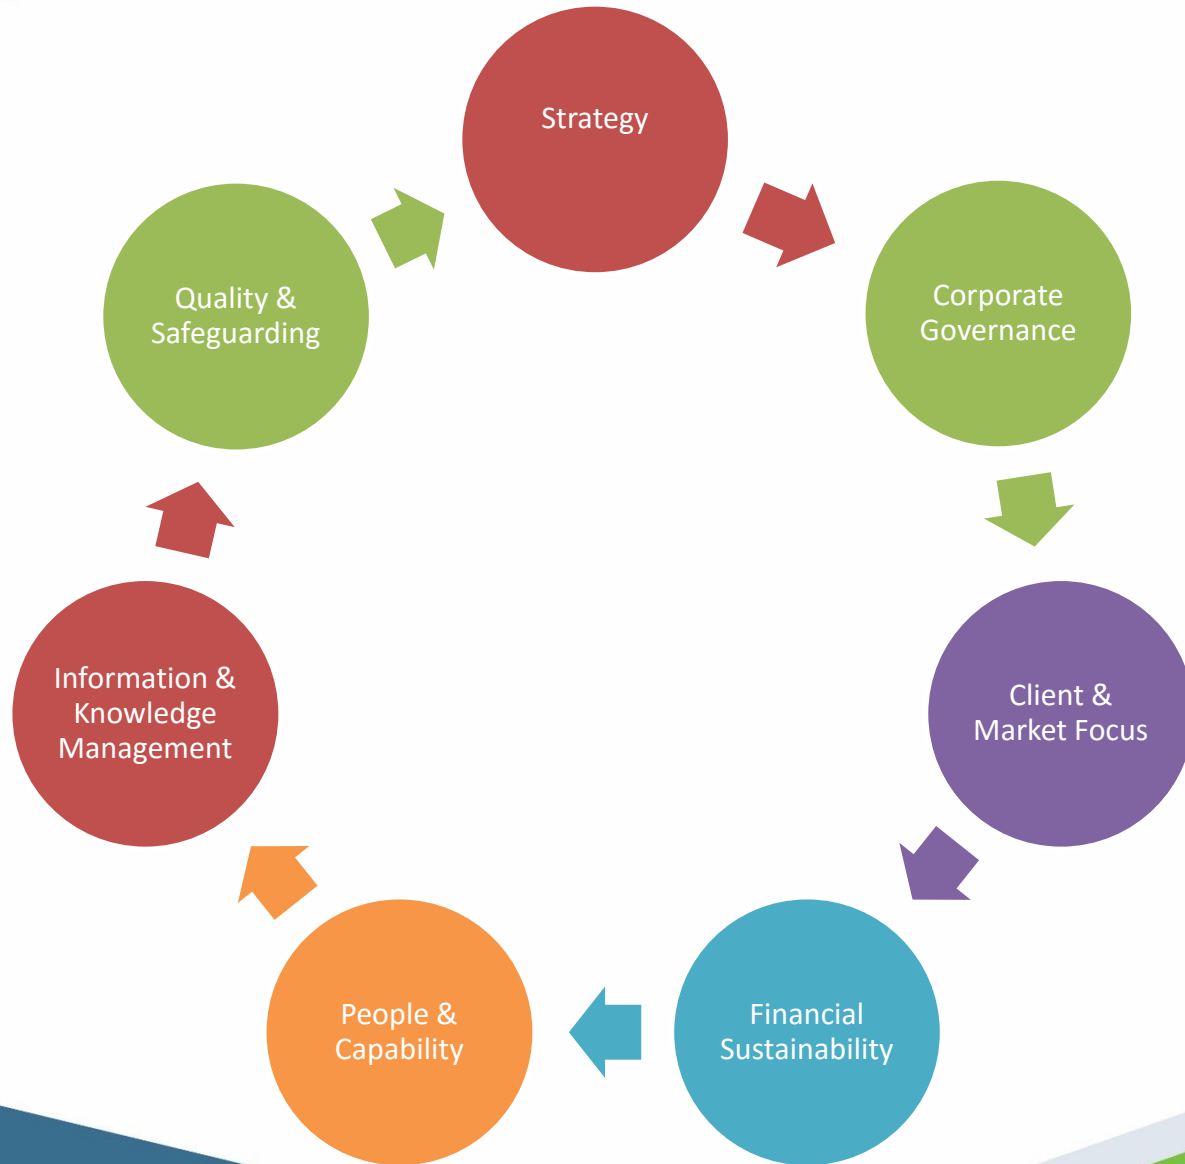 Strategy
Corporate
Governance
Client &
Market Focus
Financial
Sustainability
People &
Capability
Information &
Knowledge
Management
Quality &
Safeguarding